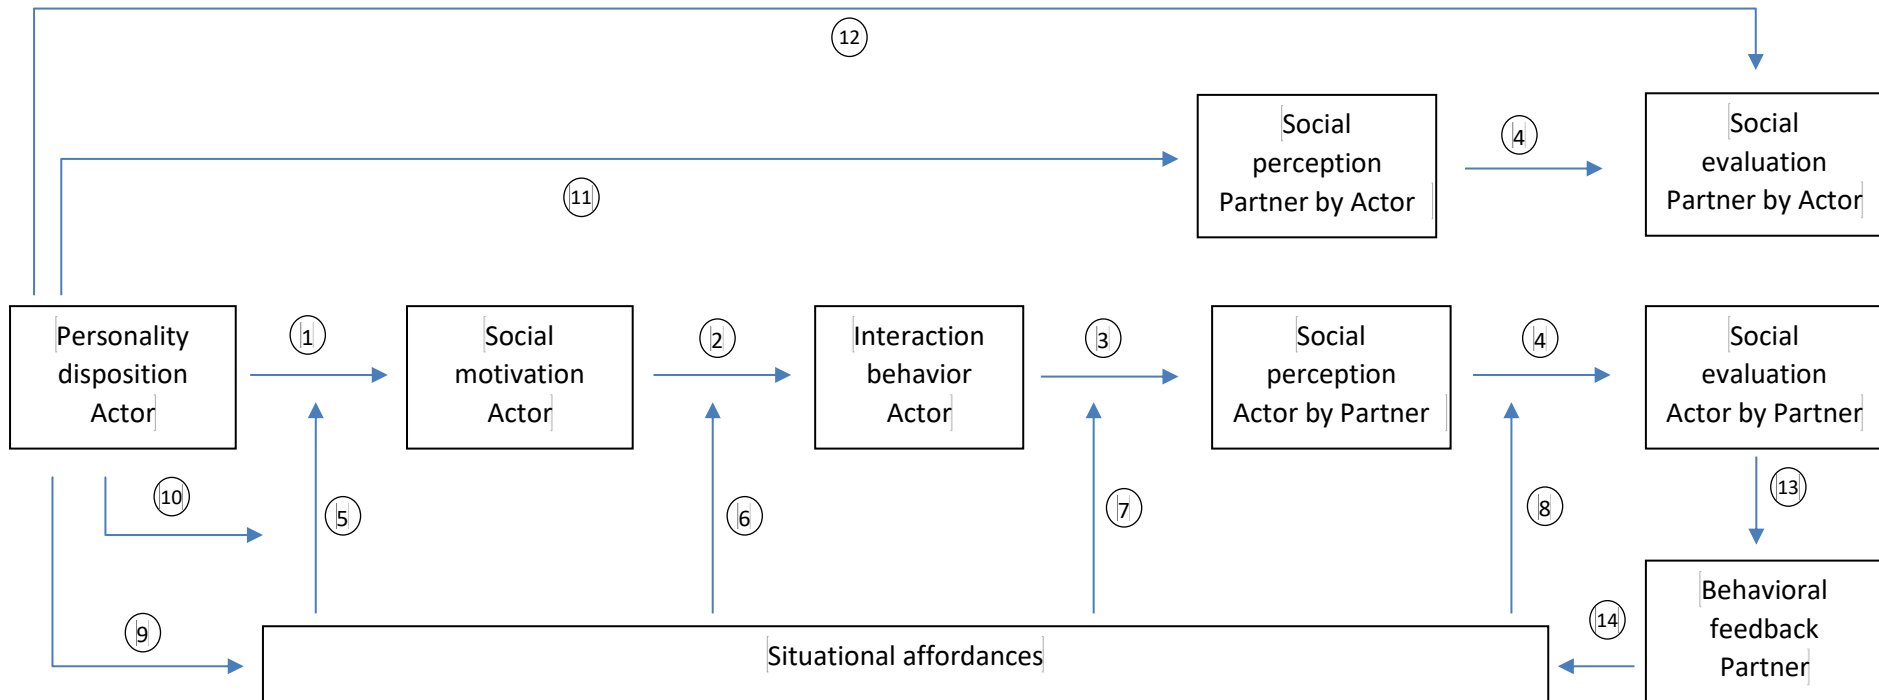 12
Social
perception
Partner by Actor
4
Social
evaluation
Partner by Actor
11
Personality
disposition
Actor
1
Social
motivation
Actor
2
Interaction
behavior
Actor
3
Social
perception
Actor by Partner
4
Social
evaluation
Actor by Partner
10
5
6
7
8
13
9
Situational affordances
14
Behavioral
feedback
Partner